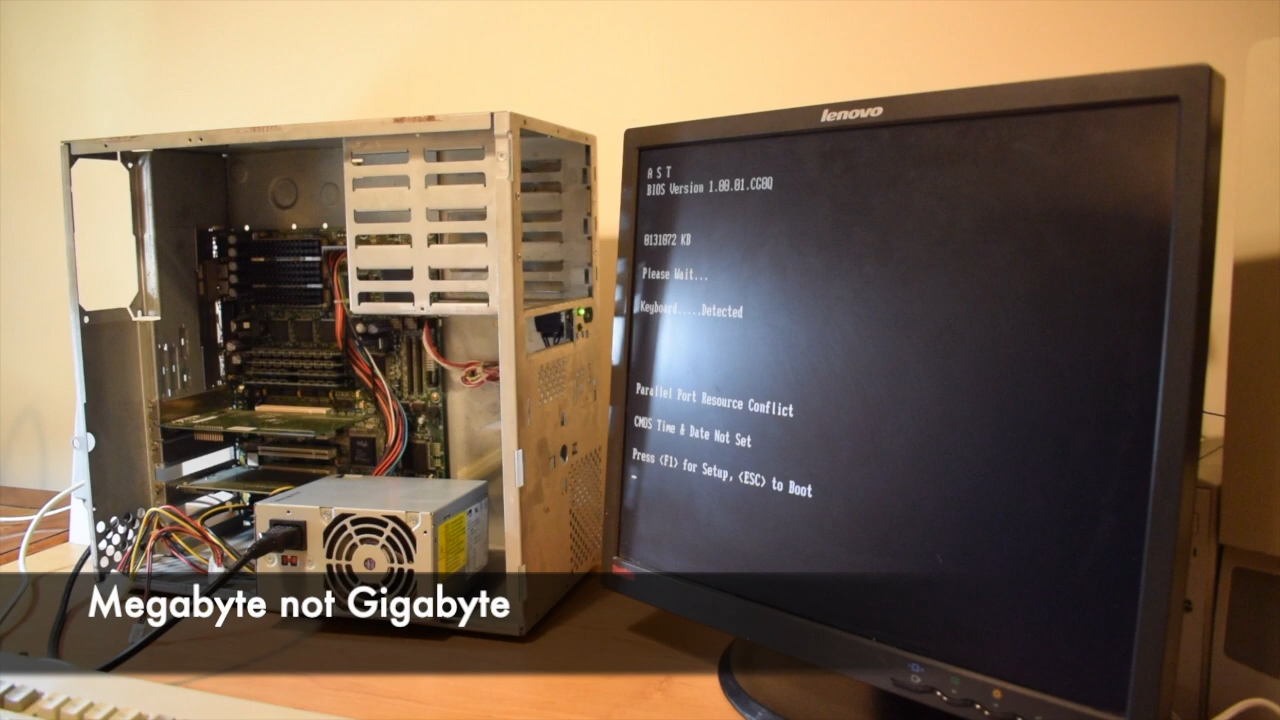 lenovo
A S T
BIOS Version 1.00.01.CG0Q
0131072 KB
Please Wait...
Keyboard.....Detected
Parallel Port Resource Conflict
CMOS Time & Date Not Set
Press <F1> for Setup, <ESC> to Boot
Megabyte not Gigabyte